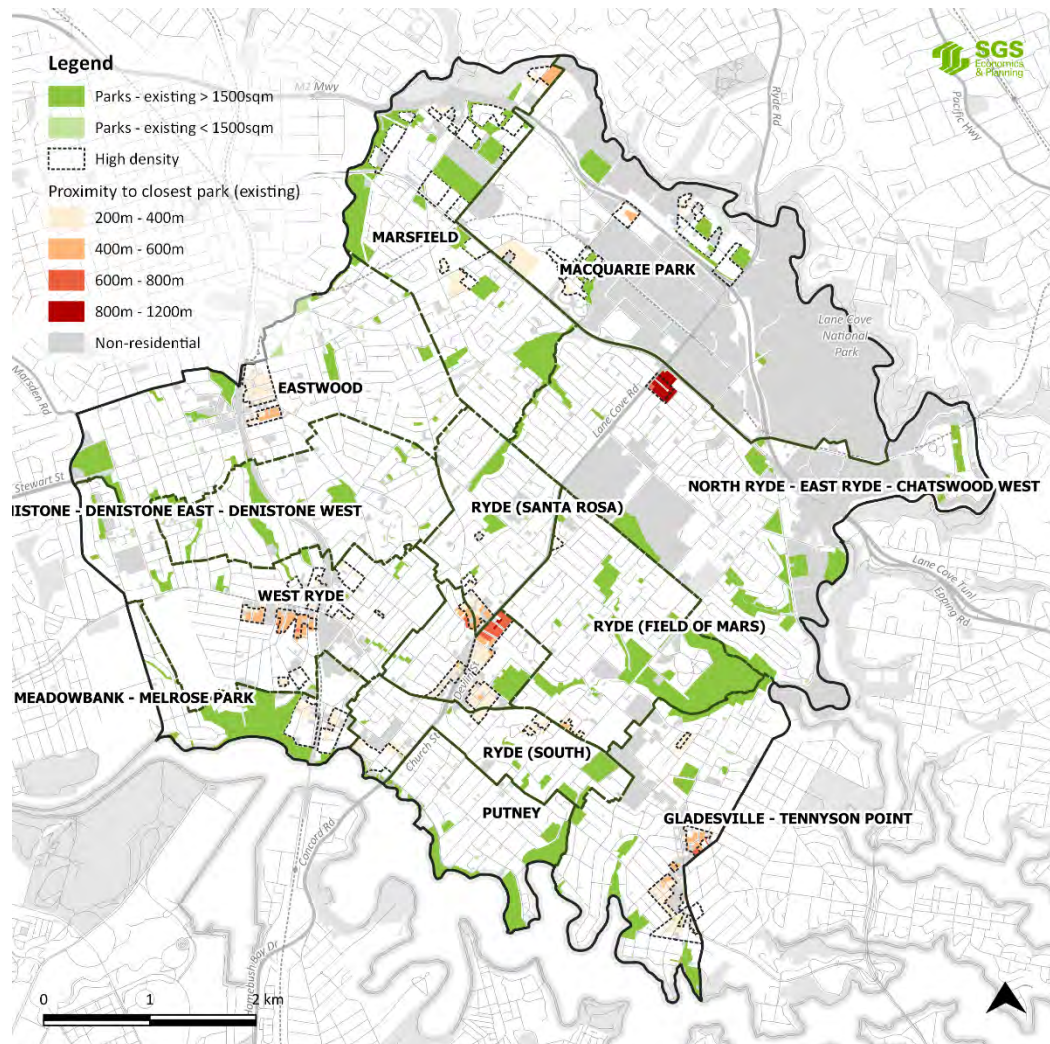 Legend
Parks - existing > 1500sqm
Parks - existing < 1500sqm
High density
Proximity to closest park (existing)
200m - 400m
400m - 600m
600m - 800m
800m - 1200m
Non-residential
SGS
Economics
& Planning
M2 Mwy
Ryde Rd
Pacific Hwy
MARSFIELD
MACQUARIE PARK
Lane Cove
National
Park
Marsden Rd
EASTWOOD
Lane Cove Rd
Stewart St
NORTH RYDE - EAST RYDE - CHATSWOOD WEST
NISTONE - DENISTONE EAST - DENISTONE WEST
RYDE (SANTA ROSA)
Lane Cove Tunl
Epping Rd
WEST RYDE
RYDE (FIELD OF MARS)
MEADOWBANK - MELROSE PARK
Devlin S
Church St
RYDE (SOUTH)
PUTNEY
GLADESVILLE - TENNYSON POINT
Concord Rd
Homebush Bay Dr
0 1 2 km